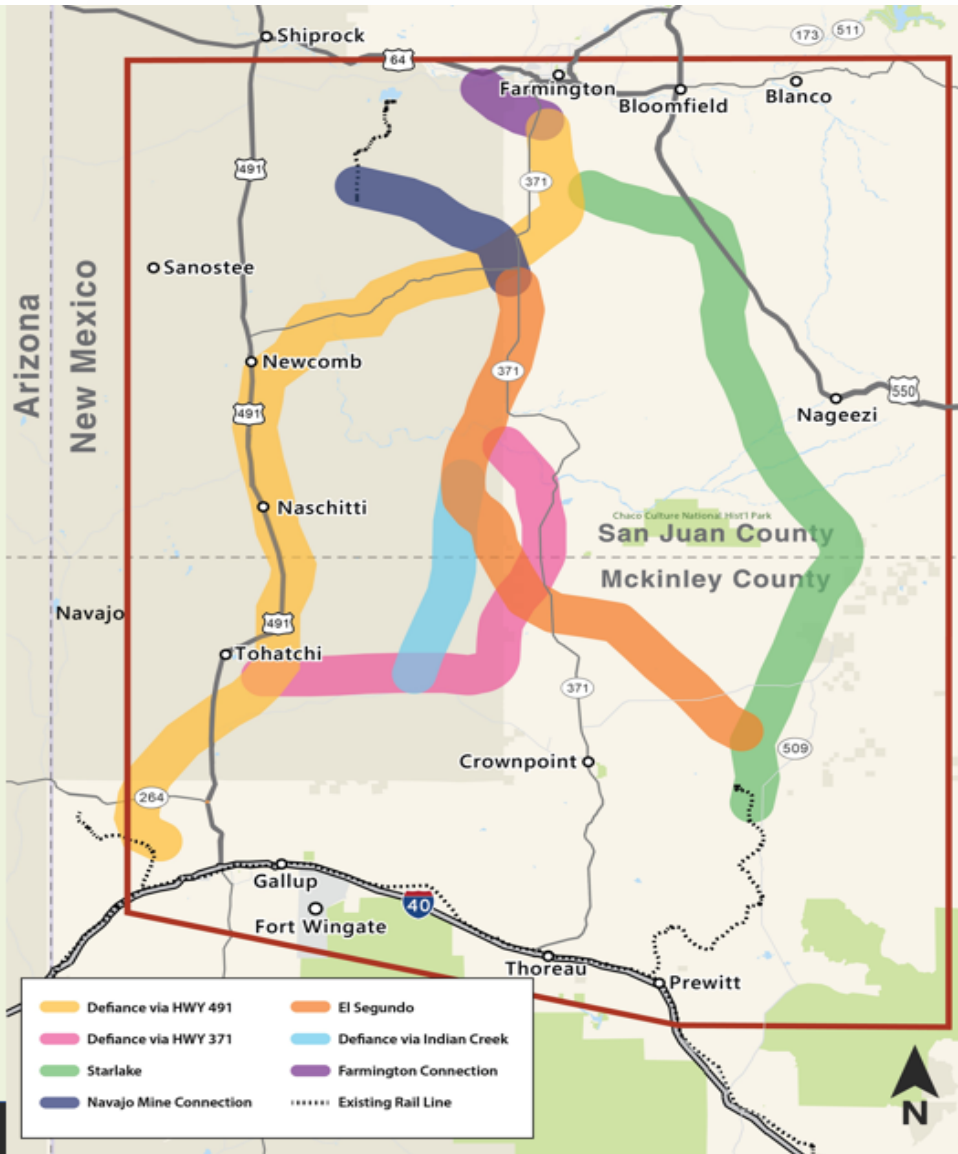 Shiprock
173
511
64
Farmington
Bloomfield
Blanco
491
371
Sanostee
Arizona
New Mexico
Newcomb
371
491
550
Nageezi
Naschitti
Chaco Culture National Hist'l Park
San Juan County
Mckinley County
Navajo
491
Tohatchi
371
509
Crownpoint
264
Gallup
40
Fort Wingate
Thoreau
Prewitt
Defiance via HWY 491
El Segundo
Defiance via HWY 371
Defiance via Indian Creek
Starlake
Farmington Connection
Navajo Mine Connection
Existing Rail Line
N